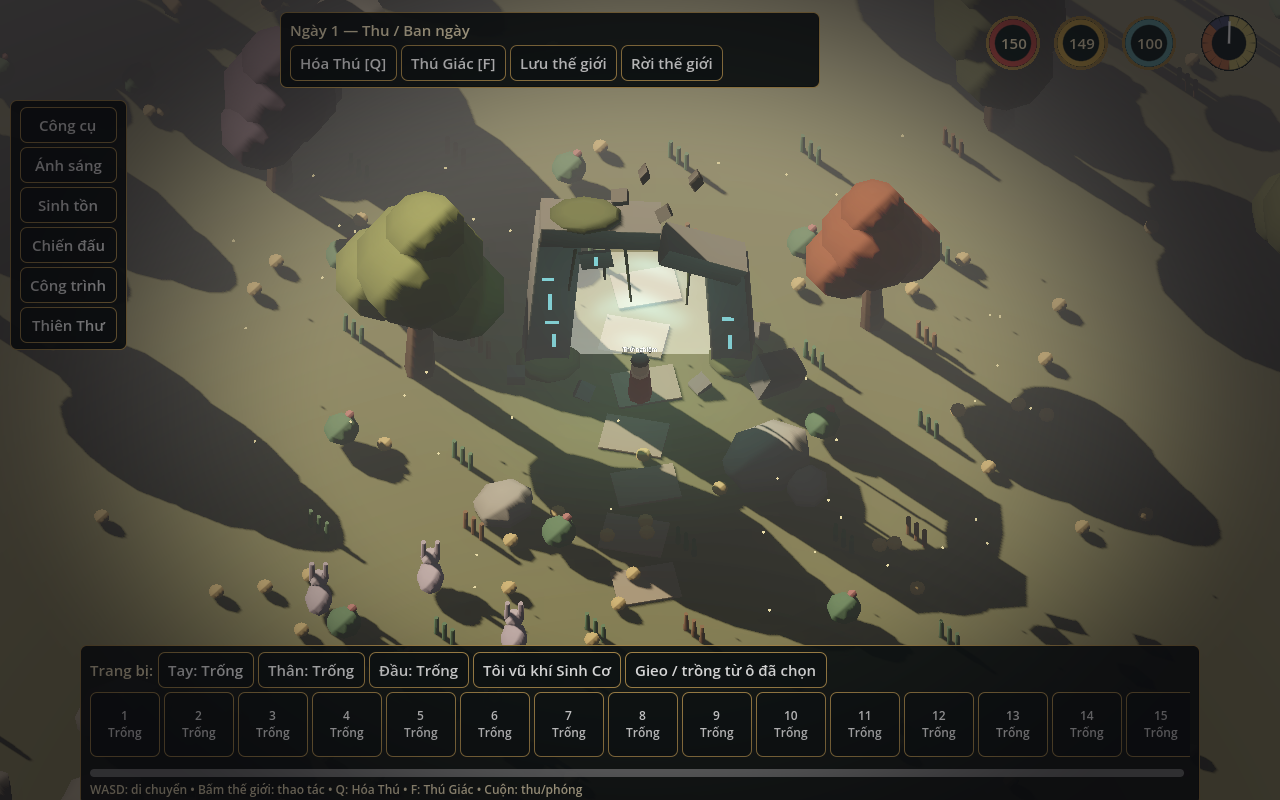 Ngày 1 — Thu / Ban ngày
Hóa Thú [Q] Thú Giác [F] Lưu thế giới Rời thế giới
150 149 100
Công cụ
Ánh sáng
Sinh tồn
Chiến đấu
Công trình
Thiên Thư
Trang bị: Tay: Trống Thân: Trống Đầu: Trống Tôi vũ khí Sinh Cơ Gieo / trồng từ ô đã chọn
1 2 3 4 5 6 7 8 9 10 11 12 13 14 15
Trống Trống Trống Trống Trống Trống Trống Trống Trống Trống Trống Trống Trống Trống Trống
WASD: di chuyển • Bấm thế giới: thao tác • Q: Hóa Thú • F: Thú Giác • Cuộn: thu/phóng